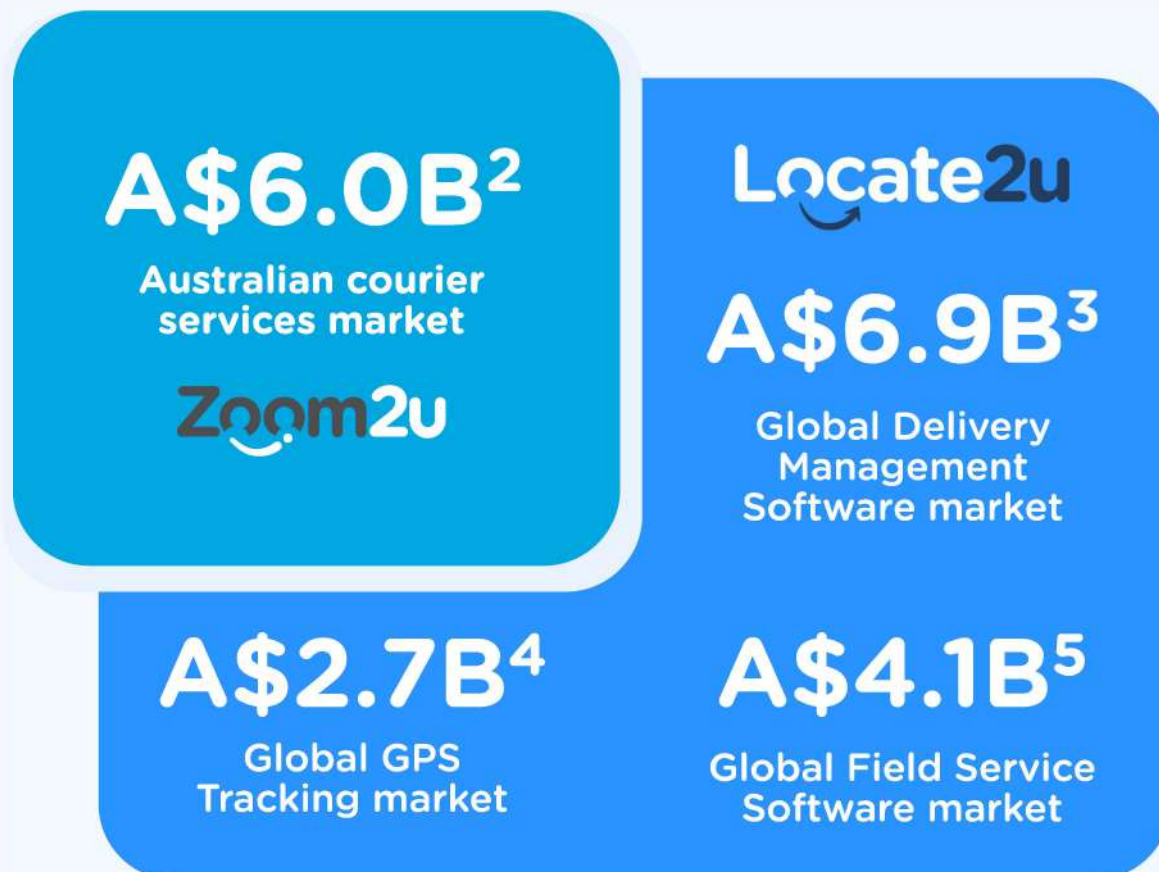 A$6.0B²
Australian courier
services market
Zoom2u
Locate2u
A$6.9B³
Global Delivery
Management
Software market
A$2.7B⁴
Global GPS
Tracking market
A$4.1B⁵
Global Field Service
Software market